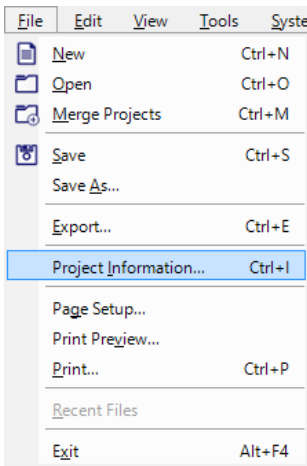 File Edit View Tools Syste
New Ctrl+N
Open Ctrl+O
Merge Projects Ctrl+M
Save Ctrl+S
Save As...
Export... Ctrl+E
Project Information... Ctrl+I
Page Setup...
Print Preview...
Print... Ctrl+P
Recent Files
Exit Alt+F4